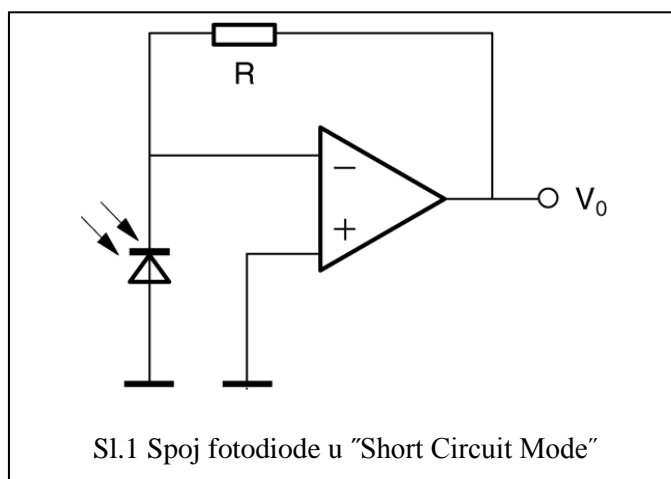 R
−
+
V₀
Sl.1 Spoj fotodiode u ˝Short Circuit Mode˝